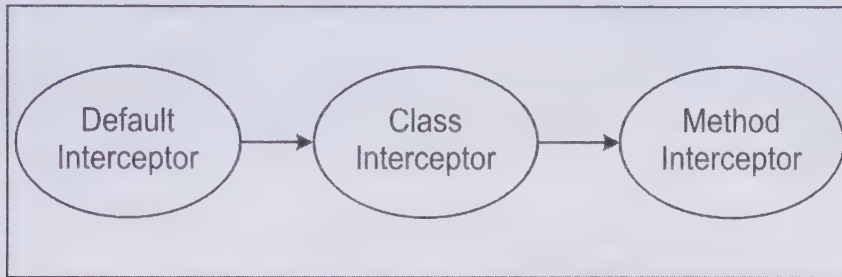 Default
Interceptor
Class
Interceptor
Method
Interceptor